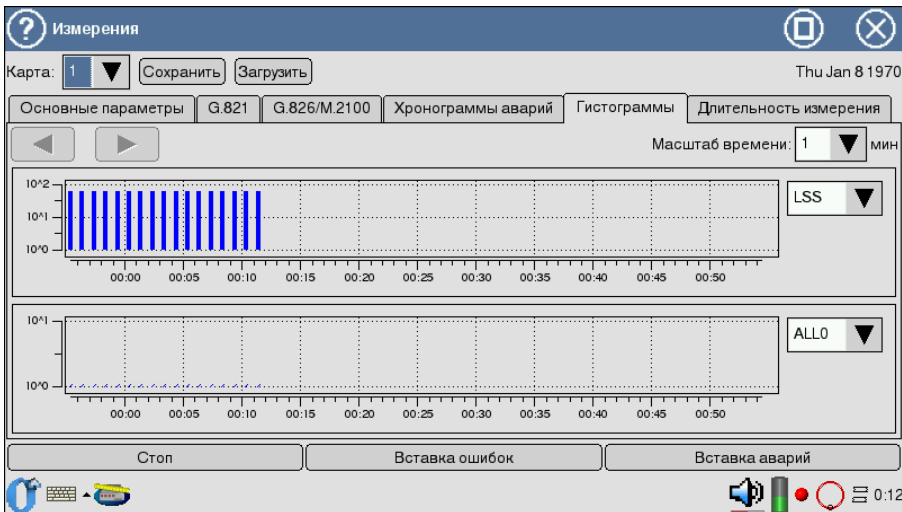 Измерения
Карта: 1 Сохранить Загрузить Thu Jan 8 1970
Основные параметры G.821 G.826/M.2100 Хронограммы аварий Гистограммы Длительность измерения
Масштаб времени: 1 мин
10^2
10^1
10^0
LSS
00:00 00:05 00:10 00:15 00:20 00:25 00:30 00:35 00:40 00:45 00:50
10^1
10^0
ALL0
00:00 00:05 00:10 00:15 00:20 00:25 00:30 00:35 00:40 00:45 00:50
Стоп Вставка ошибок Вставка аварий
0:12